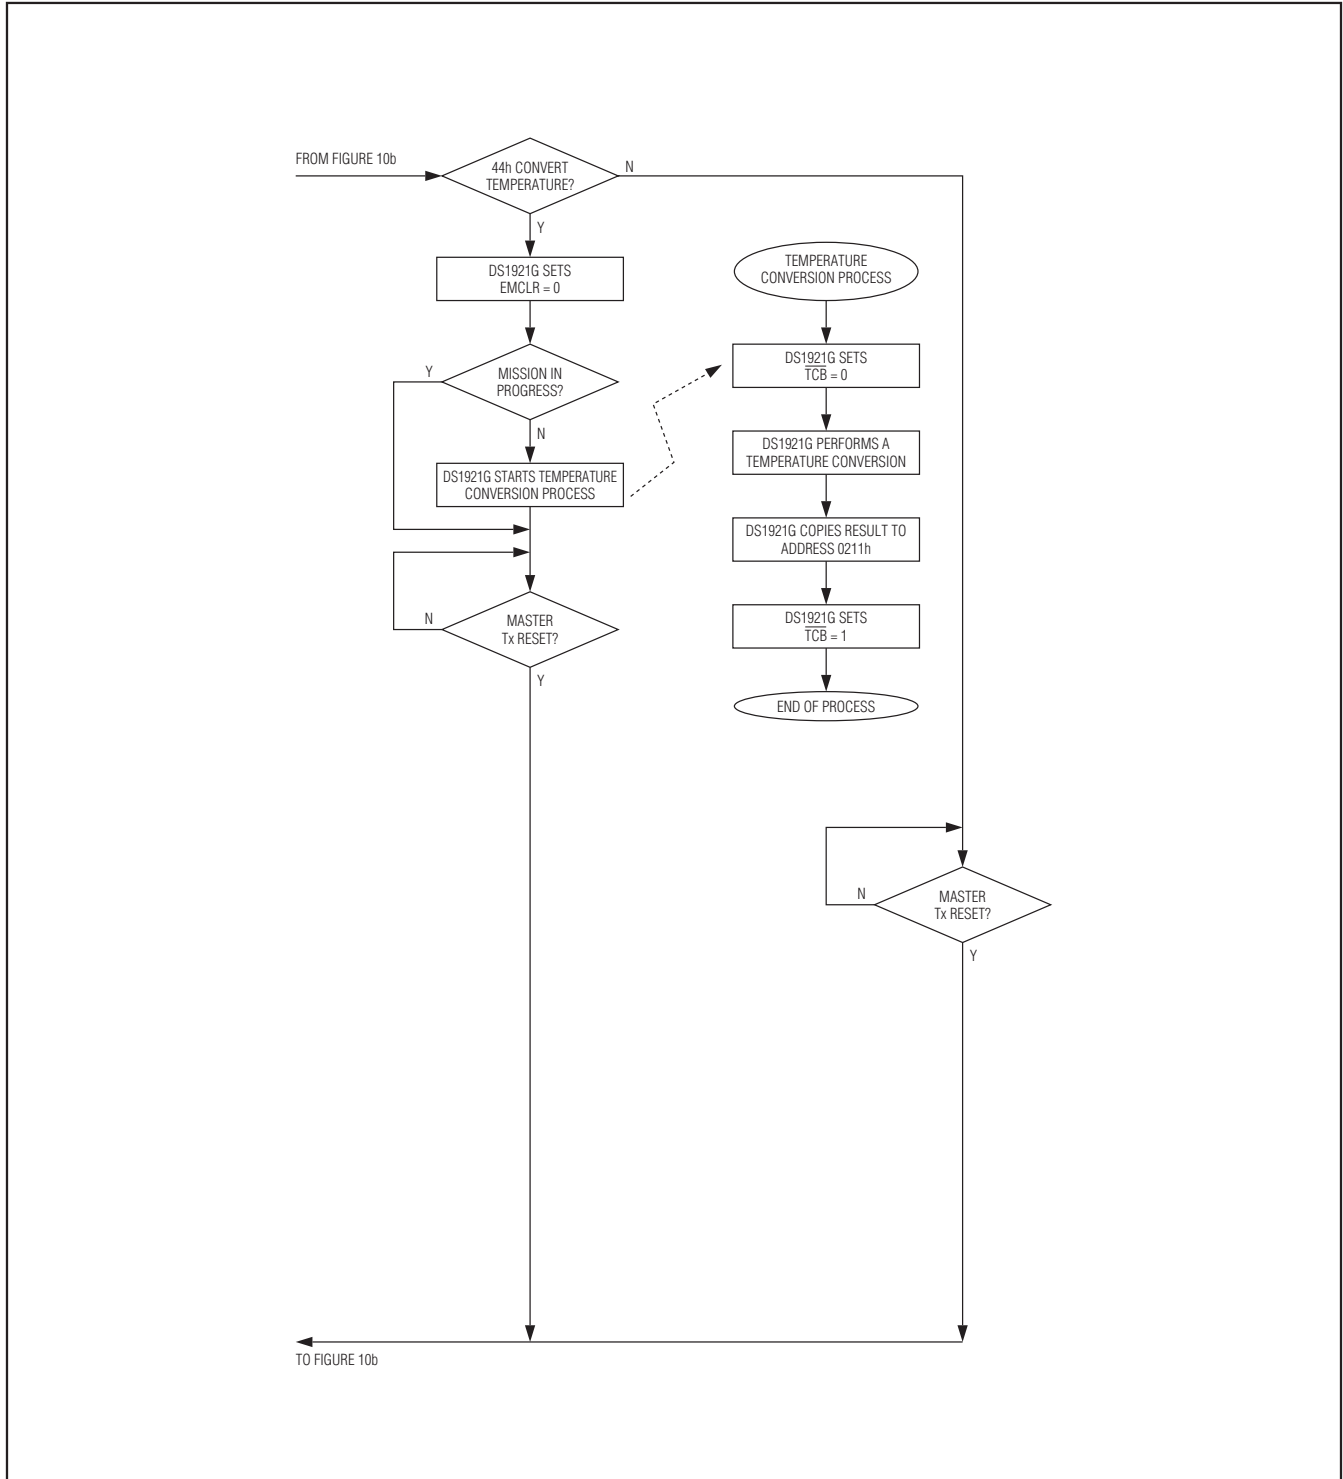 FROM FIGURE 10b
44h CONVERT
TEMPERATURE?
N
Y
DS1921G SETS
EMCLR = 0
MISSION IN
PROGRESS?
Y
N
DS1921G STARTS TEMPERATURE
CONVERSION PROCESS
MASTER
Tx RESET?
N
Y
TEMPERATURE
CONVERSION PROCESS
DS1921G SETS
T̅C̅B̅ = 0
DS1921G PERFORMS A
TEMPERATURE CONVERSION
DS1921G COPIES RESULT TO
ADDRESS 0211h
DS1921G SETS
T̅C̅B̅ = 1
END OF PROCESS
N
MASTER
Tx RESET?
Y
TO FIGURE 10b